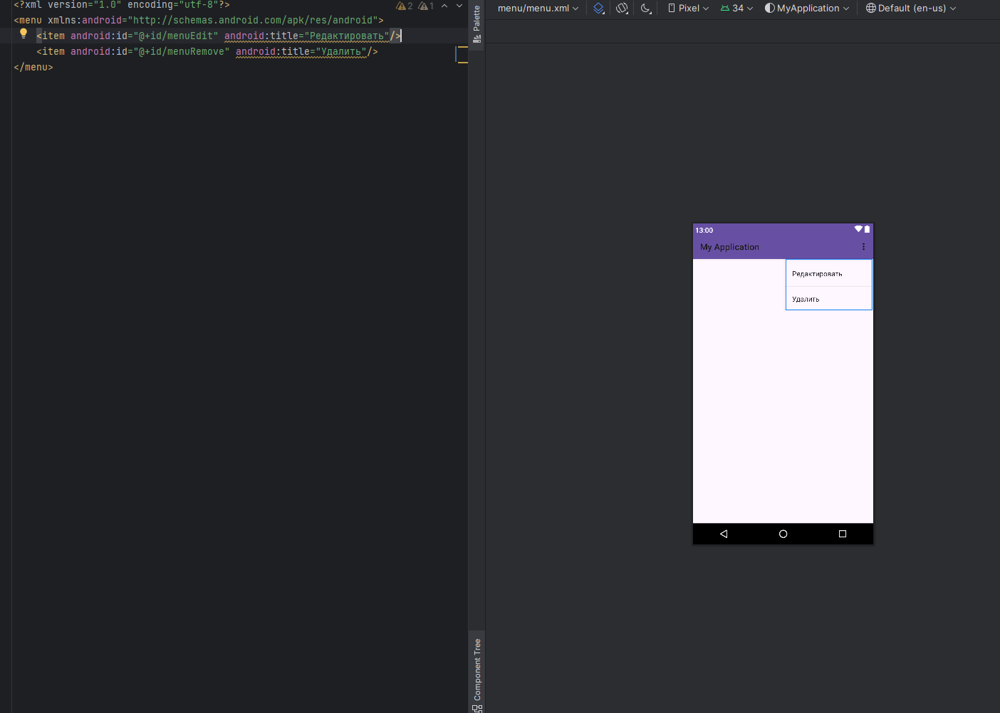 <?xml version="1.0" encoding="utf-8"?>
2 1
<menu xmlns:android="http://schemas.android.com/apk/res/android">
<item android:id="@+id/menuEdit" android:title="Редактировать"/>
<item android:id="@+id/menuRemove" android:title="Удалить"/>
</menu>
Palette
Component Tree
menu/menu.xml Pixel 34 MyApplication Default (en-us)
13:00
My Application
Редактировать
Удалить